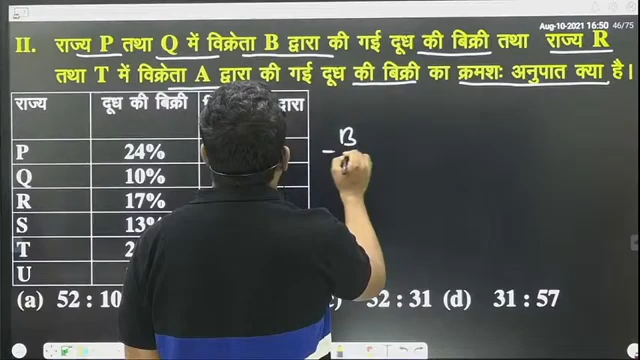 Aug-10-2021 16:50 46/75
II. राज्य P तथा Q में विक्रेता B द्वारा की गई दूध की बिक्री तथा राज्य R
तथा T में विक्रेता A द्वारा की गई दूध की बिक्री का क्रमशः अनुपात क्या है।
राज्य दूध की बिक्री द्वारा
P 24%
Q 10%
R 17%
S 13%
T
U
B
(a) 52 : 10 52 : 31 (d) 31 : 57